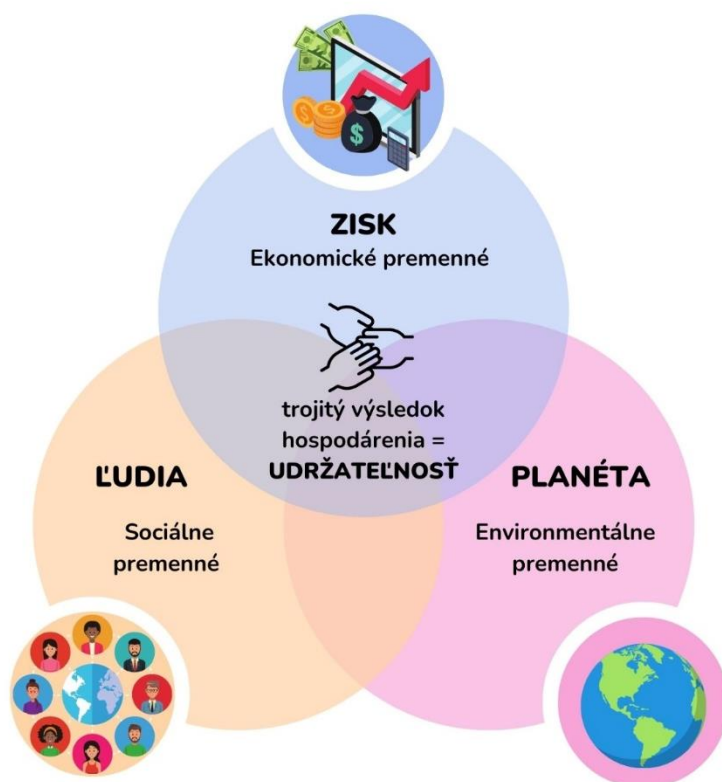 ZISK
Ekonomické premenné
trojitý výsledok
hospodárenia =
UDRŽATEĽNOSŤ
ĽUDIA
Sociálne
premenné
PLANÉTA
Environmentálne
premenné